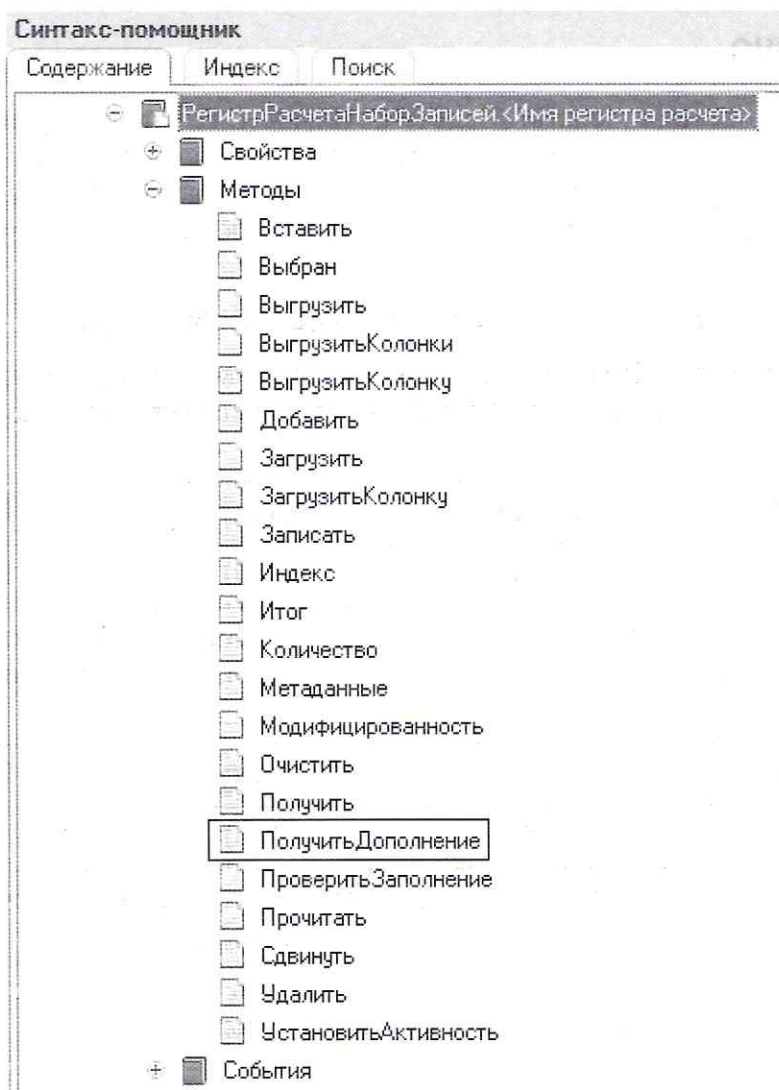 Синтакс-помощник
Содержание Индекс Поиск
РегистрРасчетаНаборЗаписей.<Имя регистра расчета>
Свойства
Методы
Вставить
Выбран
Выгрузить
ВыгрузитьКолонки
ВыгрузитьКолонку
Добавить
Загрузить
ЗагрузитьКолонку
Записать
Индекс
Итог
Количество
Метаданные
Модифицированность
Очистить
Получить
ПолучитьДополнение
ПроверитьЗаполнение
Прочитать
Сдвинуть
Удалить
УстановитьАктивность
События